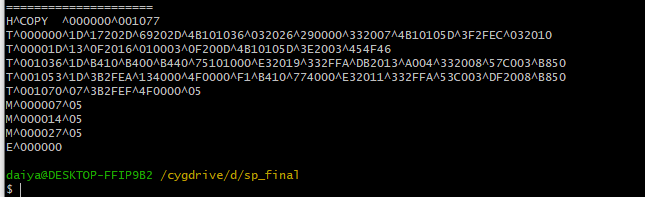 =====================
H^COPY  ^000000^001077
T^000000^1D^17202D^69202D^4B101036^032026^290000^332007^4B10105D^3F2FEC^032010
T^00001D^13^0F2016^010003^0F200D^4B10105D^3E2003^454F46
T^001036^1D^B410^B400^B440^75101000^E32019^332FFA^DB2013^A004^332008^57C003^B850
T^001053^1D^3B2FEA^134000^4F0000^F1^B410^774000^E32011^332FFA^53C003^DF2008^B850
T^001070^07^3B2FEF^4F0000^05
M^000007^05
M^000014^05
M^000027^05
E^000000
daiya@DESKTOP-FFIP9B2 /cygdrive/d/sp_final
$